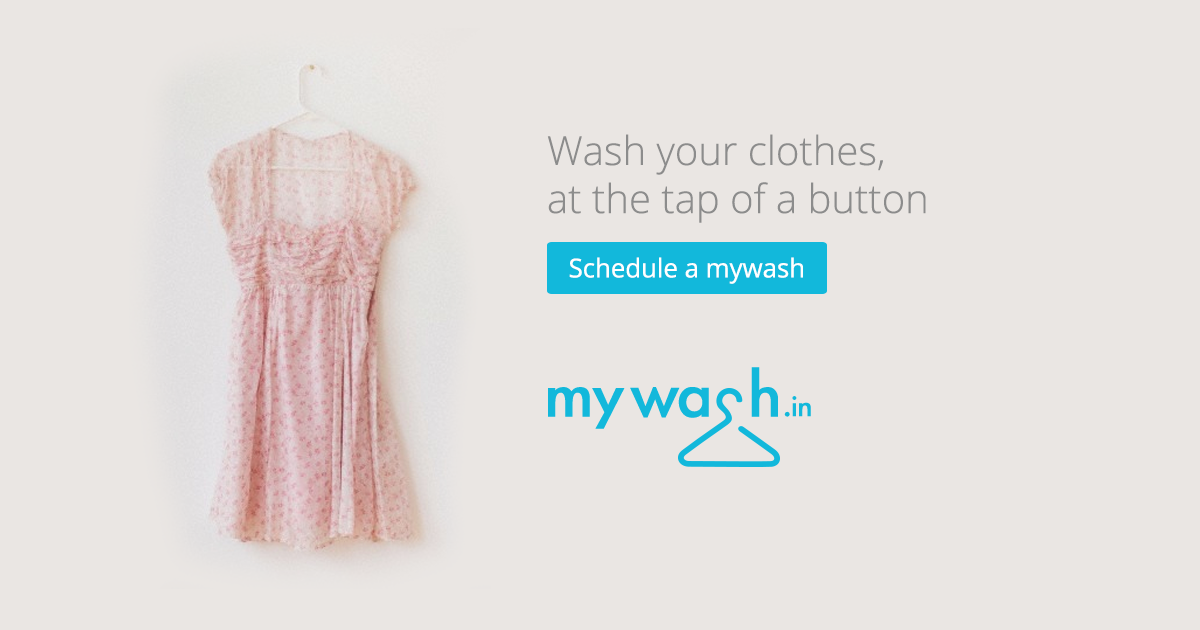 Wash your clothes,
at the tap of a button
Schedule a mywash
mywash.in